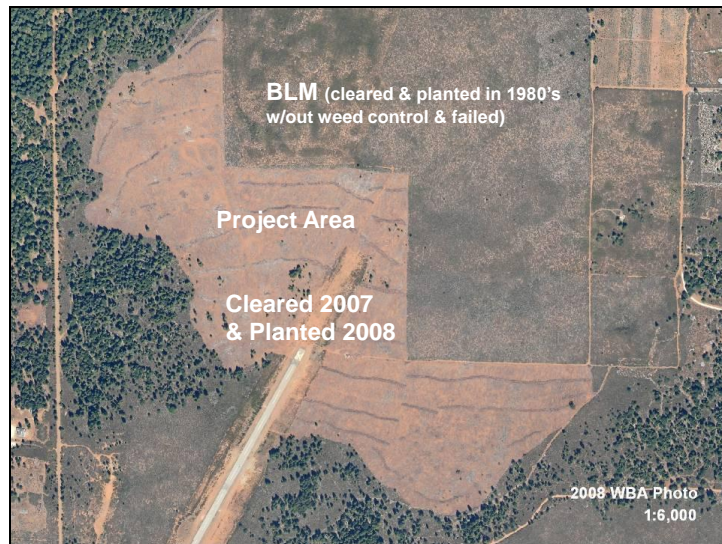 BLM (cleared & planted in 1980's
w/out weed control & failed)
Project Area
Cleared 2007
& Planted 2008
2008 WBA Photo
1:6,000